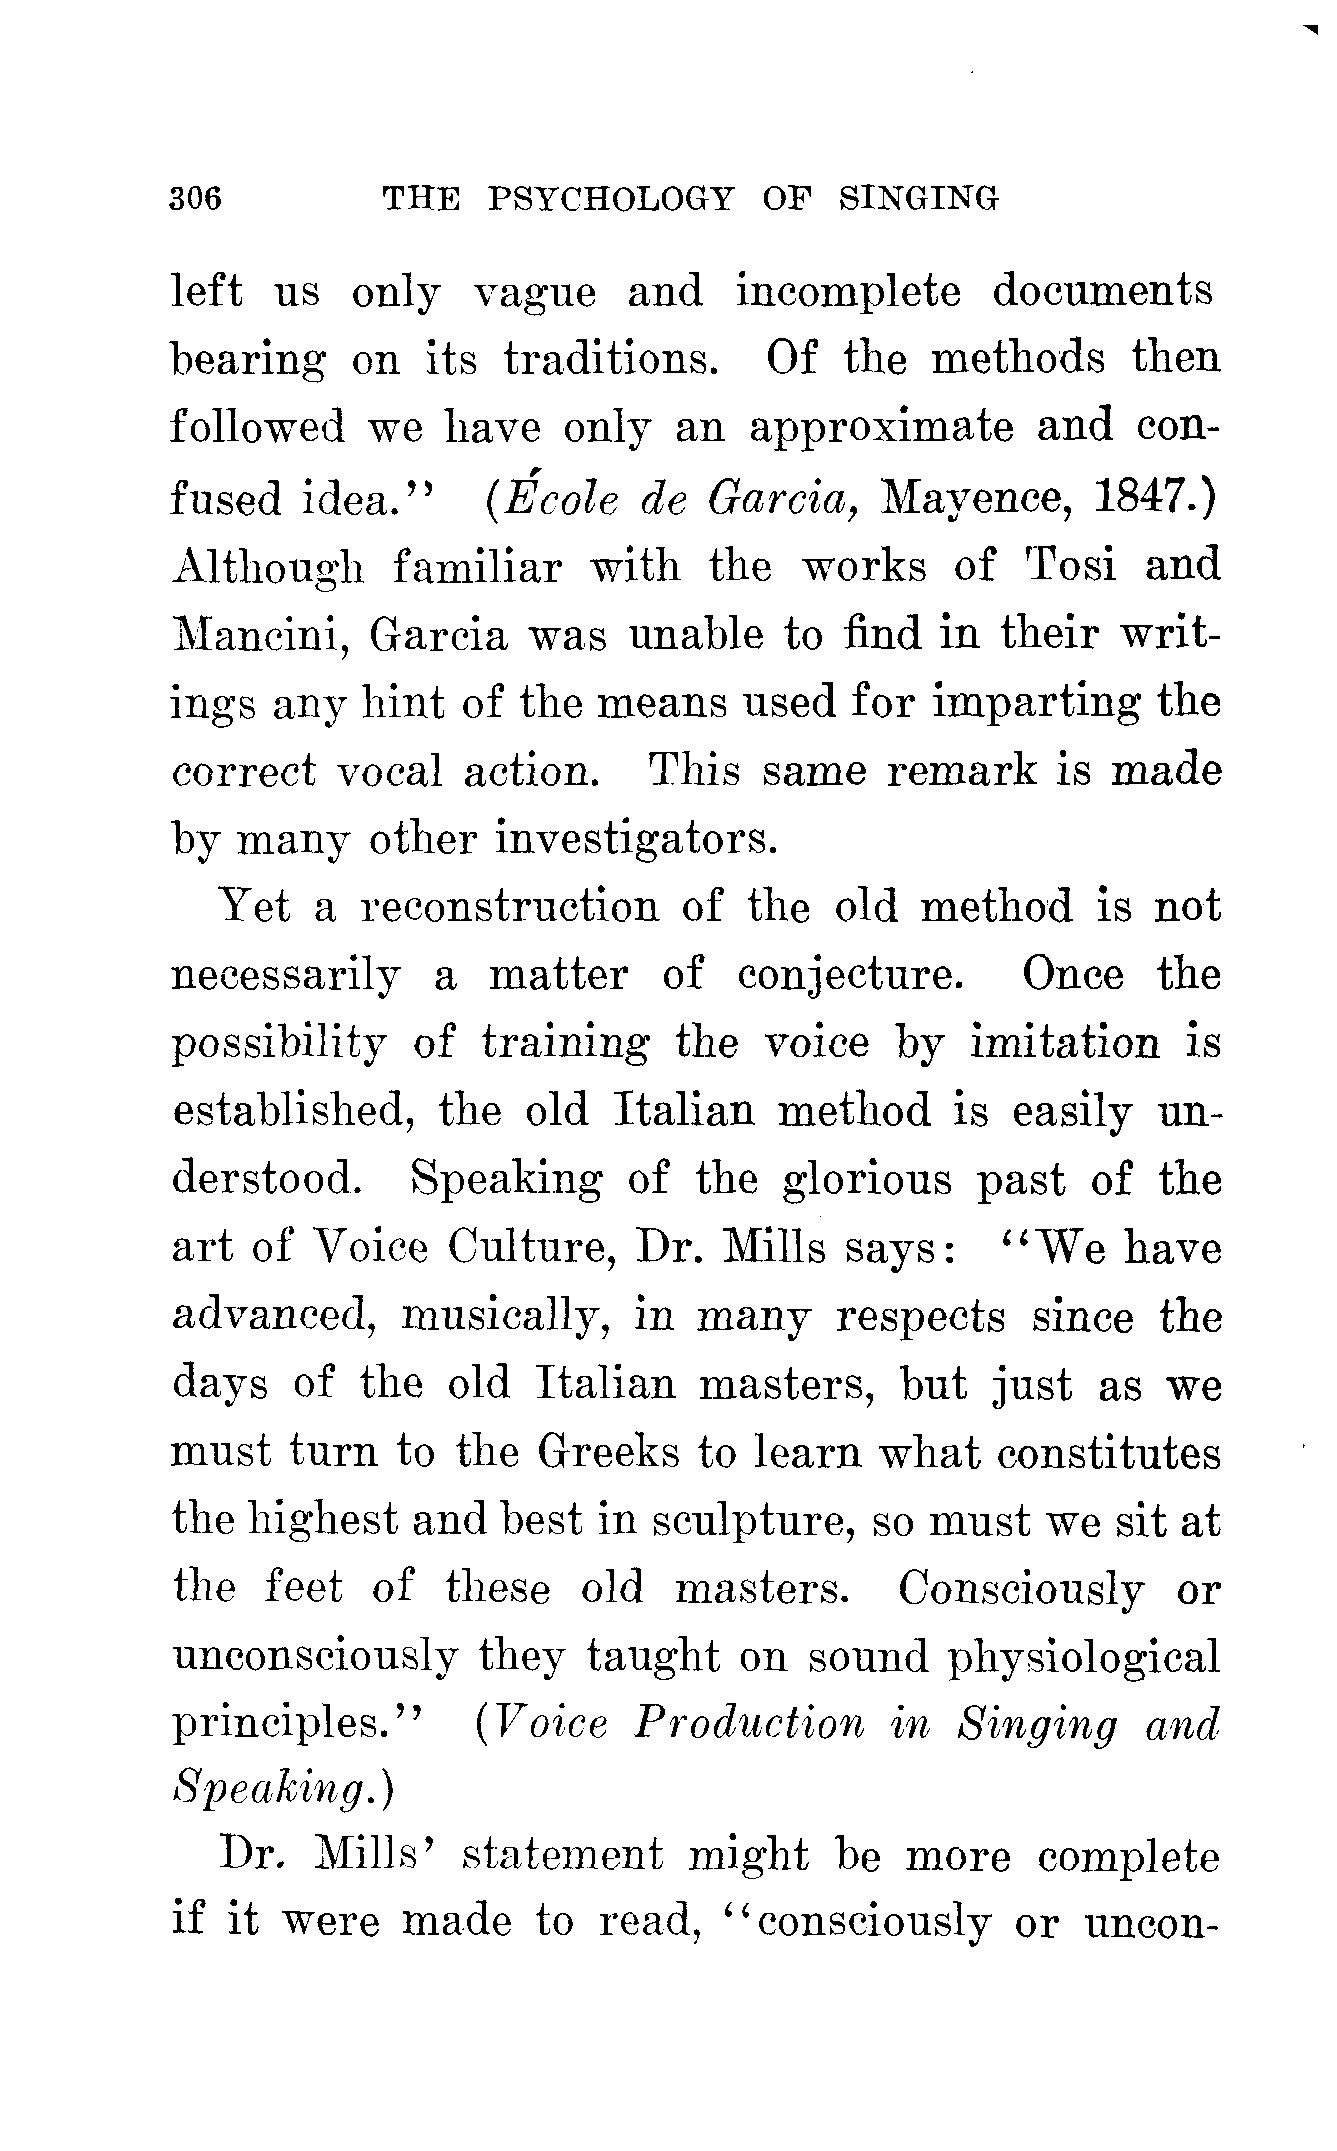 306 THE PSYCHOLOGY OF SINGING
left us only vague and incomplete documents
bearing on its traditions. Of the methods then
followed we have only an approximate and con-
fused idea.'' (École de Garcia, Mayence, 1847.)
Although familiar with the works of Tosi and
Mancini, Garcia was unable to find in their writ-
ings any hint of the means used for imparting the
correct vocal action. This same remark is made
by many other investigators.
Yet a reconstruction of the old method is not
necessarily a matter of conjecture. Once the
possibility of training the voice by imitation is
established, the old Italian method is easily un-
derstood. Speaking of the glorious past of the
art of Voice Culture, Dr. Mills says: ‘‘We have
advanced, musically, in many respects since the
days of the old Italian masters, but just as we
must turn to the Greeks to learn what constitutes
the highest and best in sculpture, so must we sit at
the feet of these old masters. Consciously or
unconsciously they taught on sound physiological
principles.’’ (Voice Production in Singing and
Speaking.)
Dr. Mills’ statement might be more complete
if it were made to read, ‘‘consciously or uncon-